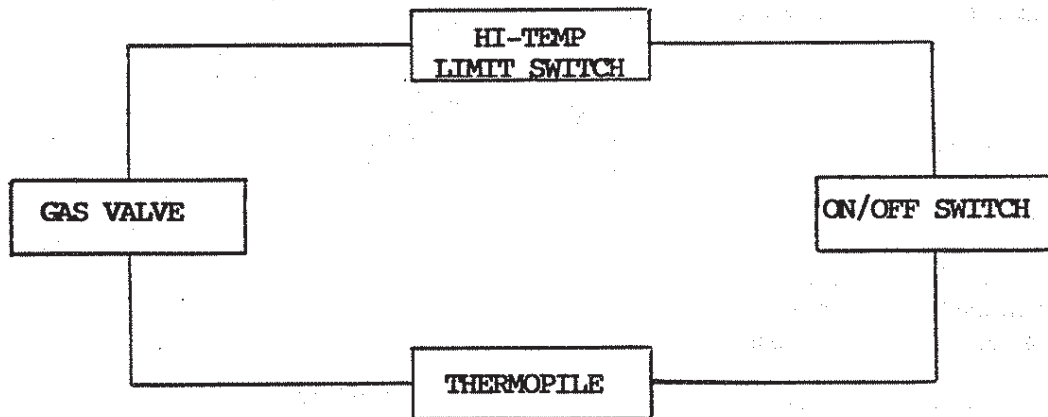 HI-TEMP
LIMIT SWITCH
GAS VALVE
ON/OFF SWITCH
THERMOPILE